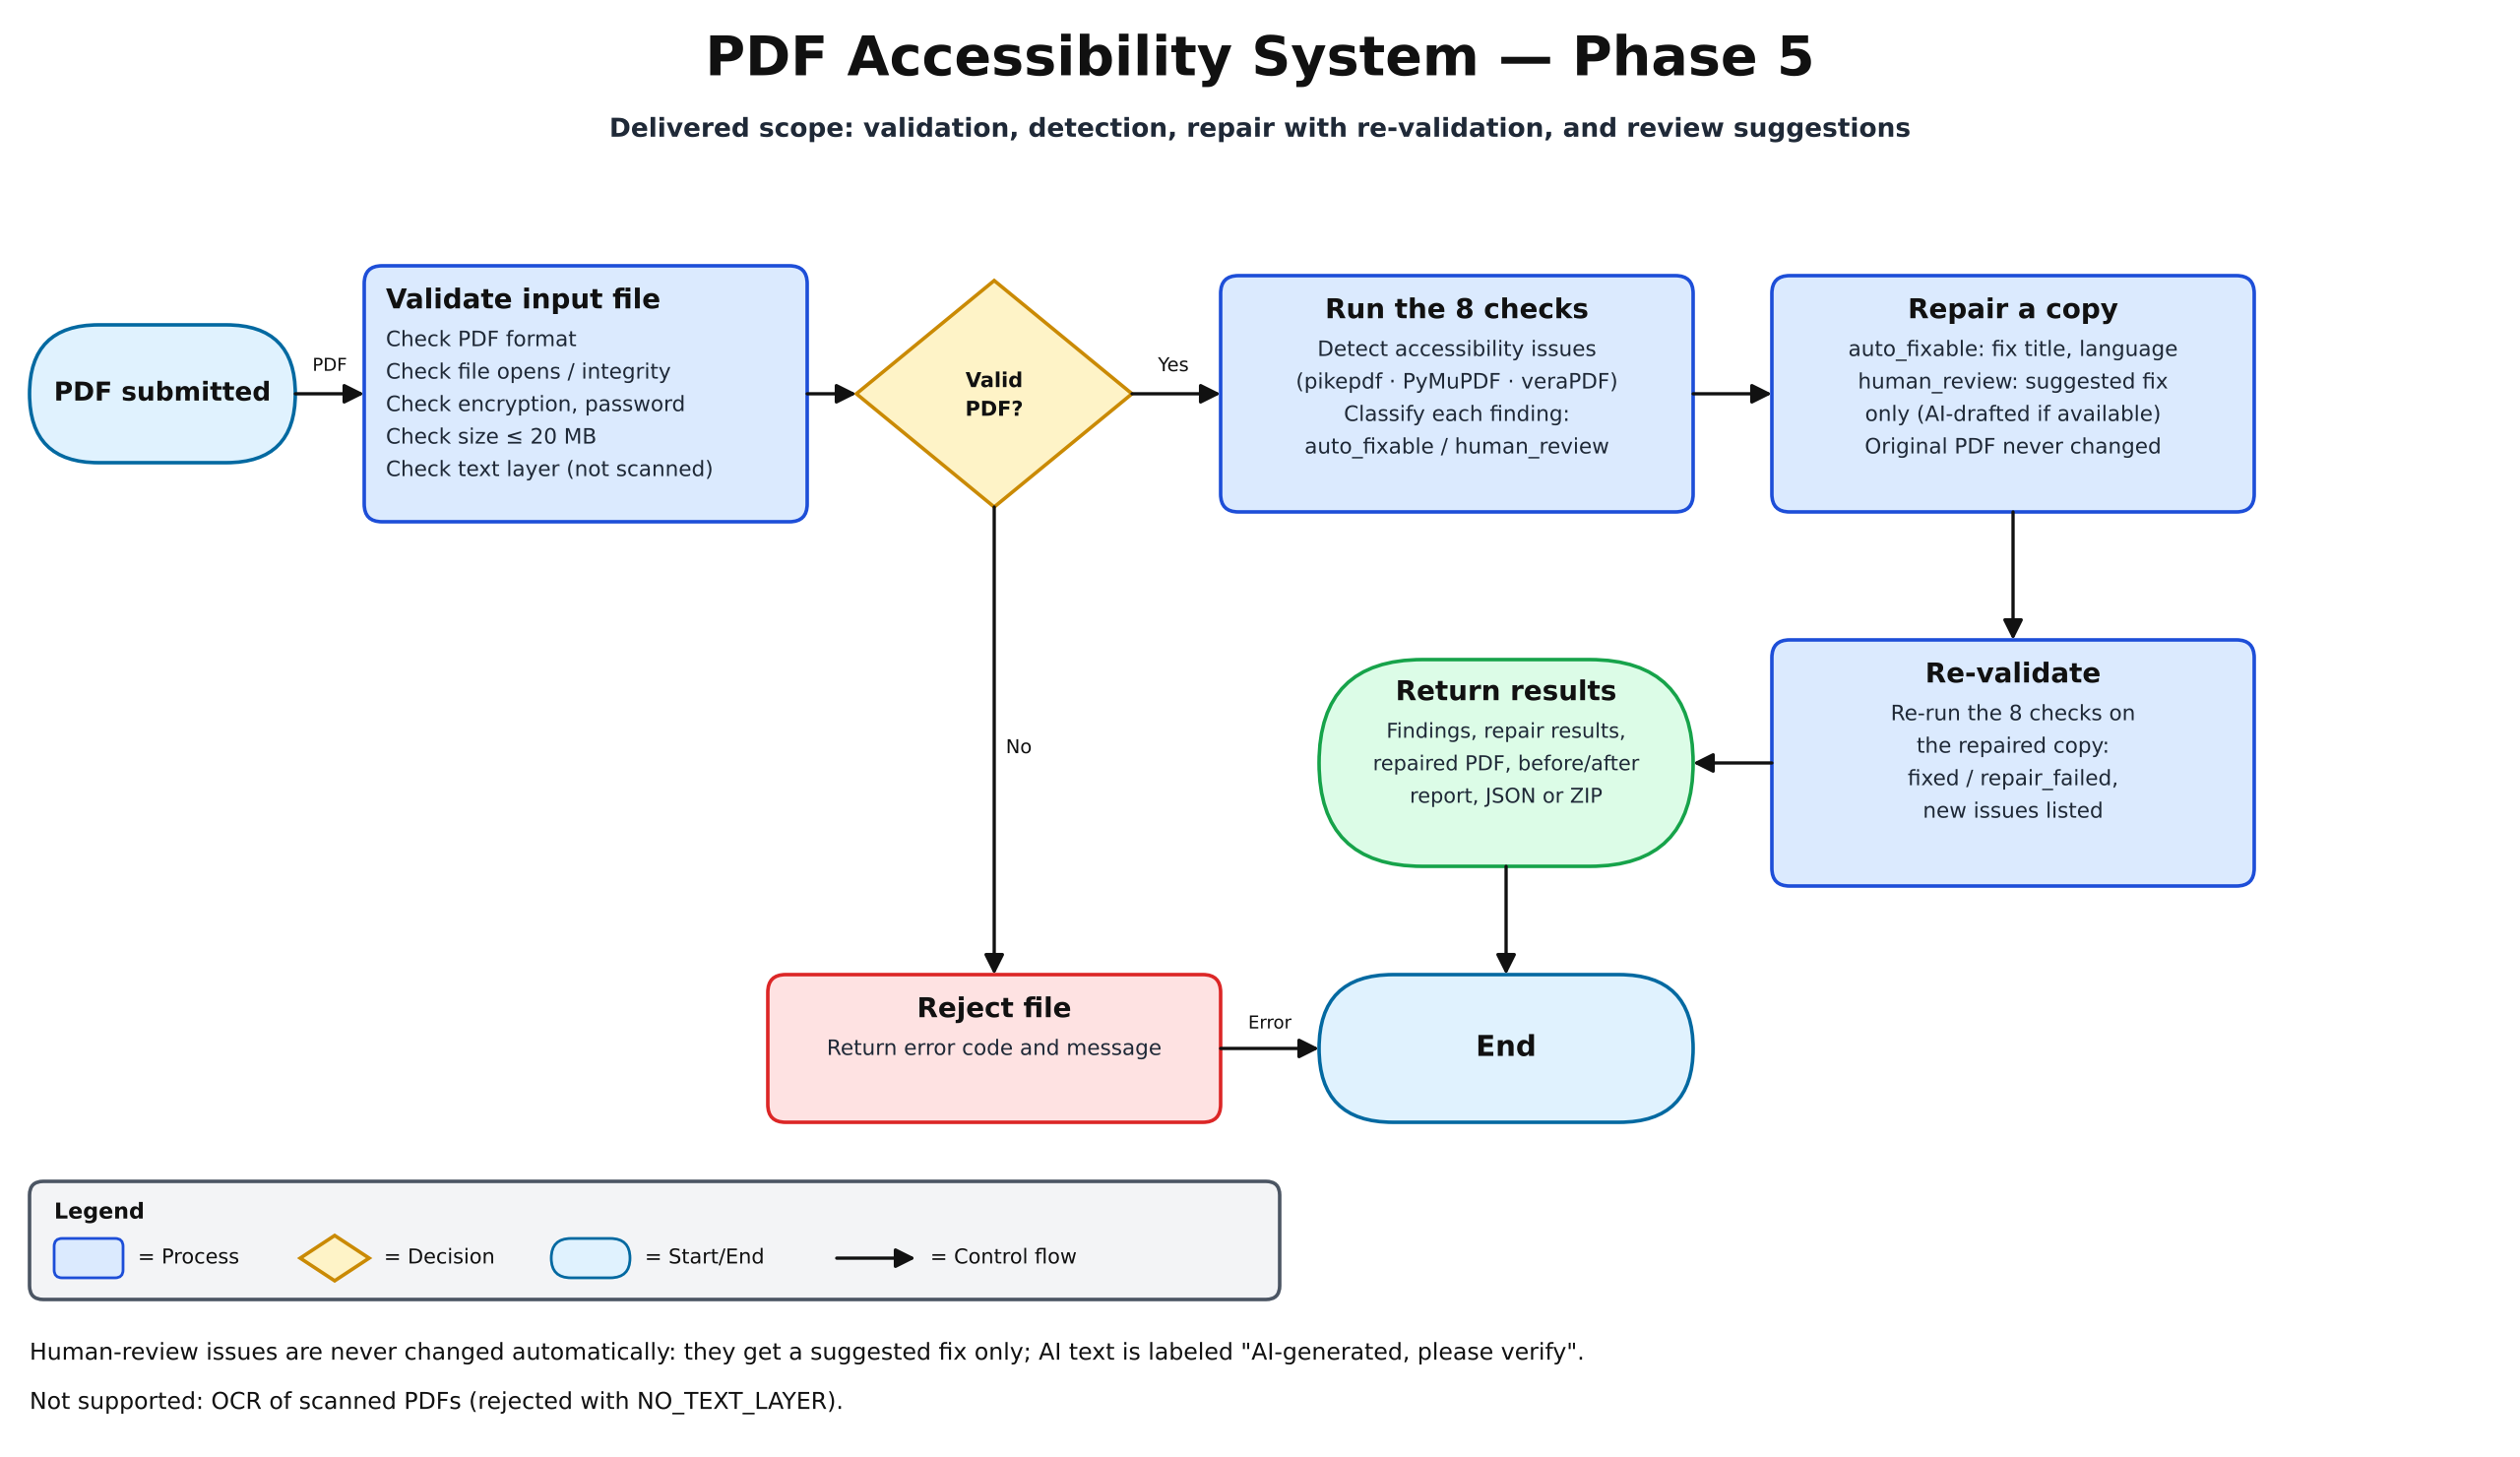 PDF Accessibility System — Phase 5
Delivered scope: validation, detection, repair with re-validation, and review suggestions
PDF submitted
PDF
Validate input file
Check PDF format
Check file opens / integrity
Check encryption, password
Check size ≤ 20 MB
Check text layer (not scanned)
Valid
PDF?
Yes
Run the 8 checks
Detect accessibility issues
(pikepdf · PyMuPDF · veraPDF)
Classify each finding:
auto_fixable / human_review
Repair a copy
auto_fixable: fix title, language
human_review: suggested fix
only (AI-drafted if available)
Original PDF never changed
Re-validate
Re-run the 8 checks on
the repaired copy:
fixed / repair_failed,
new issues listed
Return results
Findings, repair results,
repaired PDF, before/after
report, JSON or ZIP
No
Reject file
Return error code and message
Error
End
Legend
= Process
= Decision
= Start/End
= Control flow
Human-review issues are never changed automatically: they get a suggested fix only; AI text is labeled "AI-generated, please verify".
Not supported: OCR of scanned PDFs (rejected with NO_TEXT_LAYER).